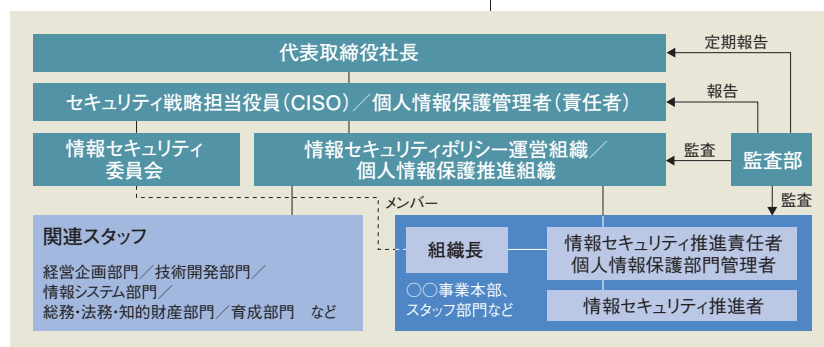 代表取締役社長
定期報告
セキュリティ戦略担当役員（CISO）／個人情報保護管理者（責任者）
報告
情報セキュリティ
委員会
情報セキュリティポリシー運営組織／
個人情報保護推進組織
監査
監査部
監査
メンバー
関連スタッフ
経営企画部門／技術開発部門／
情報システム部門／
総務・法務・知的財産部門／育成部門　など
組織長
〇〇事業本部、
スタッフ部門など
情報セキュリティ推進責任者
個人情報保護部門管理者
情報セキュリティ推進者